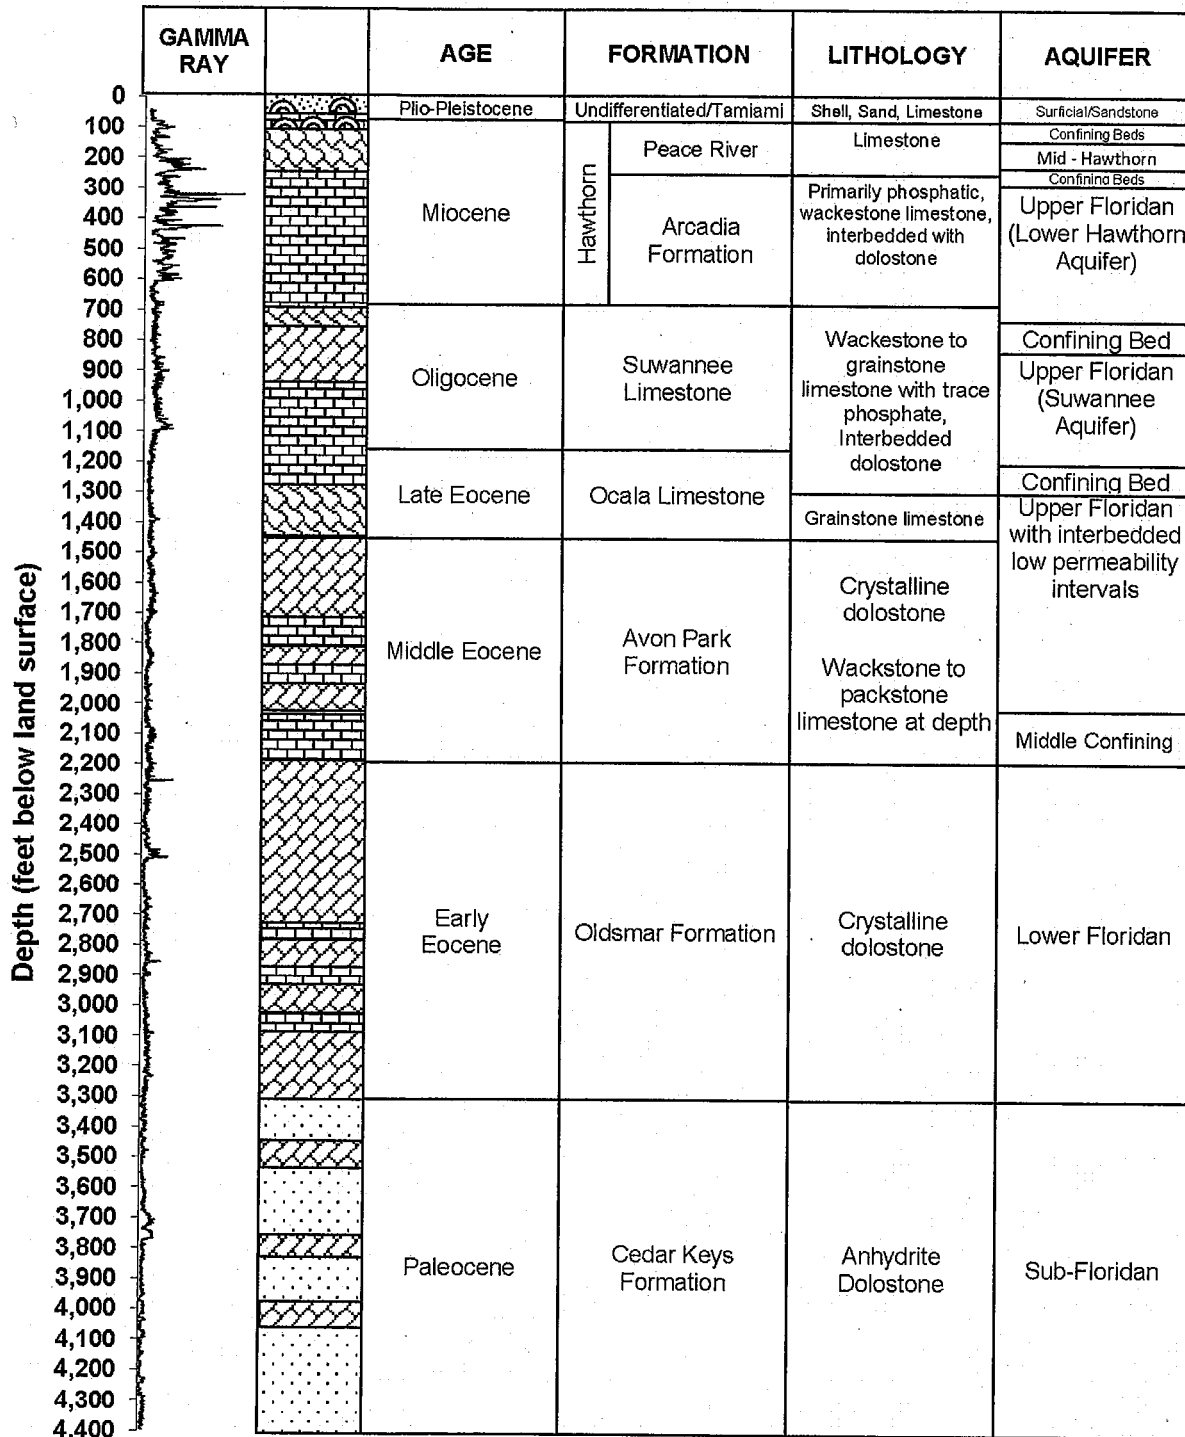 GAMMA
RAY
AGE
FORMATION
LITHOLOGY
AQUIFER
Depth (feet below land surface)
0
100
200
300
400
500
600
700
800
900
1,000
1,100
1,200
1,300
1,400
1,500
1,600
1,700
1,800
1,900
2,000
2,100
2,200
2,300
2,400
2,500
2,600
2,700
2,800
2,900
3,000
3,100
3,200
3,300
3,400
3,500
3,600
3,700
3,800
3,900
4,000
4,100
4,200
4,300
4,400
Plio-Pleistocene
Miocene
Oligocene
Late Eocene
Middle Eocene
Early
Eocene
Paleocene
Undifferentiated/Tamiami
Hawthorn
Peace River
Arcadia
Formation
Suwannee
Limestone
Ocala Limestone
Avon Park
Formation
Oldsmar Formation
Cedar Keys
Formation
Shell, Sand, Limestone
Limestone
Primarily phosphatic,
wackestone limestone,
interbedded with
dolostone
Wackestone to
grainstone
limestone with trace
phosphate,
Interbedded
dolostone
Grainstone limestone
Crystalline
dolostone
Wackstone to
packstone
limestone at depth
Crystalline
dolostone
Anhydrite
Dolostone
Surficial/Sandstone
Confining Beds
Mid - Hawthorn
Confining Beds
Upper Floridan
(Lower Hawthorn
Aquifer)
Confining Bed
Upper Floridan
(Suwannee
Aquifer)
Confining Bed
Upper Floridan
with interbedded
low permeability
intervals
Middle Confining
Lower Floridan
Sub-Floridan